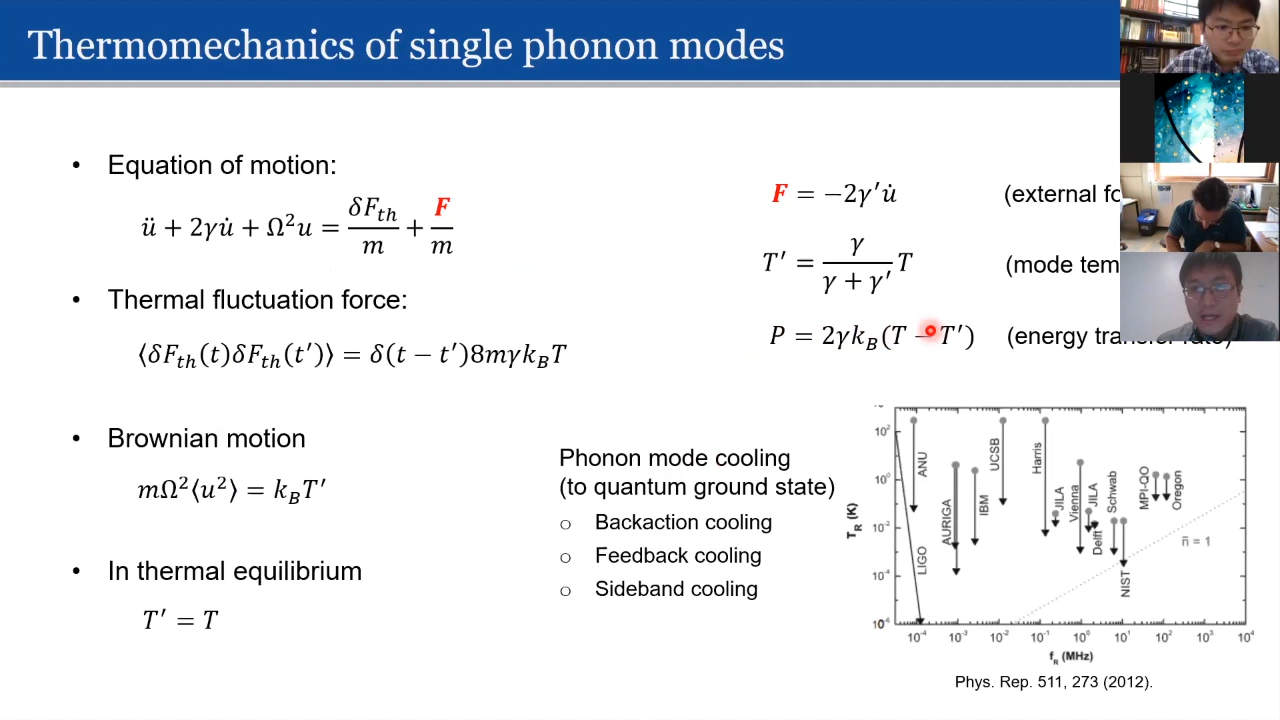 Thermomechanics of single phonon modes
• Equation of motion:
ü + 2γu̇ + Ω²u = δF_th/m + F/m
• Thermal fluctuation force:
⟨δF_th(t)δF_th(t′)⟩ = δ(t − t′)8mγk_BT
• Brownian motion
mΩ²⟨u²⟩ = k_BT′
• In thermal equilibrium
T′ = T
F = −2γ′u̇ (external fo
T′ = γ/(γ + γ′) T (mode tem
P = 2γk_B(T − T′) (energy transfer rate)
Phonon mode cooling
(to quantum ground state)
○ Backaction cooling
○ Feedback cooling
○ Sideband cooling
T_R (K)
10²
10⁰
10⁻²
10⁻⁴
10⁻⁶
ANU
LIGO
AURIGA
IBM
UCSB
Harris
JILA
Vienna
JILA
Delft
Schwab
NIST
MPI-QO
Oregon
n̄ = 1
10⁻⁴ 10⁻³ 10⁻² 10⁻¹ 10⁰ 10¹ 10² 10³ 10⁴
f_R (MHz)
Phys. Rep. 511, 273 (2012).